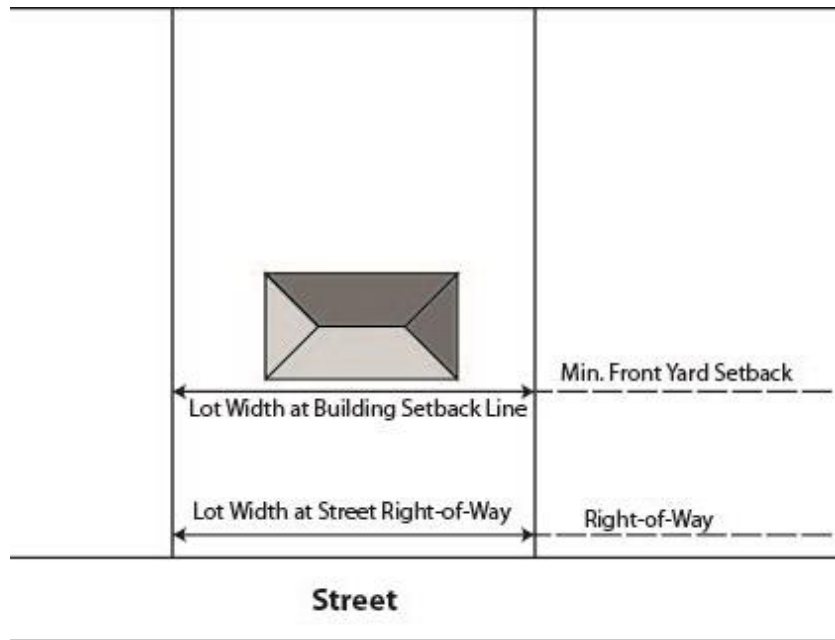 Min. Front Yard Setback
Lot Width at Building Setback Line
Lot Width at Street Right-of-Way
Right-of-Way
Street